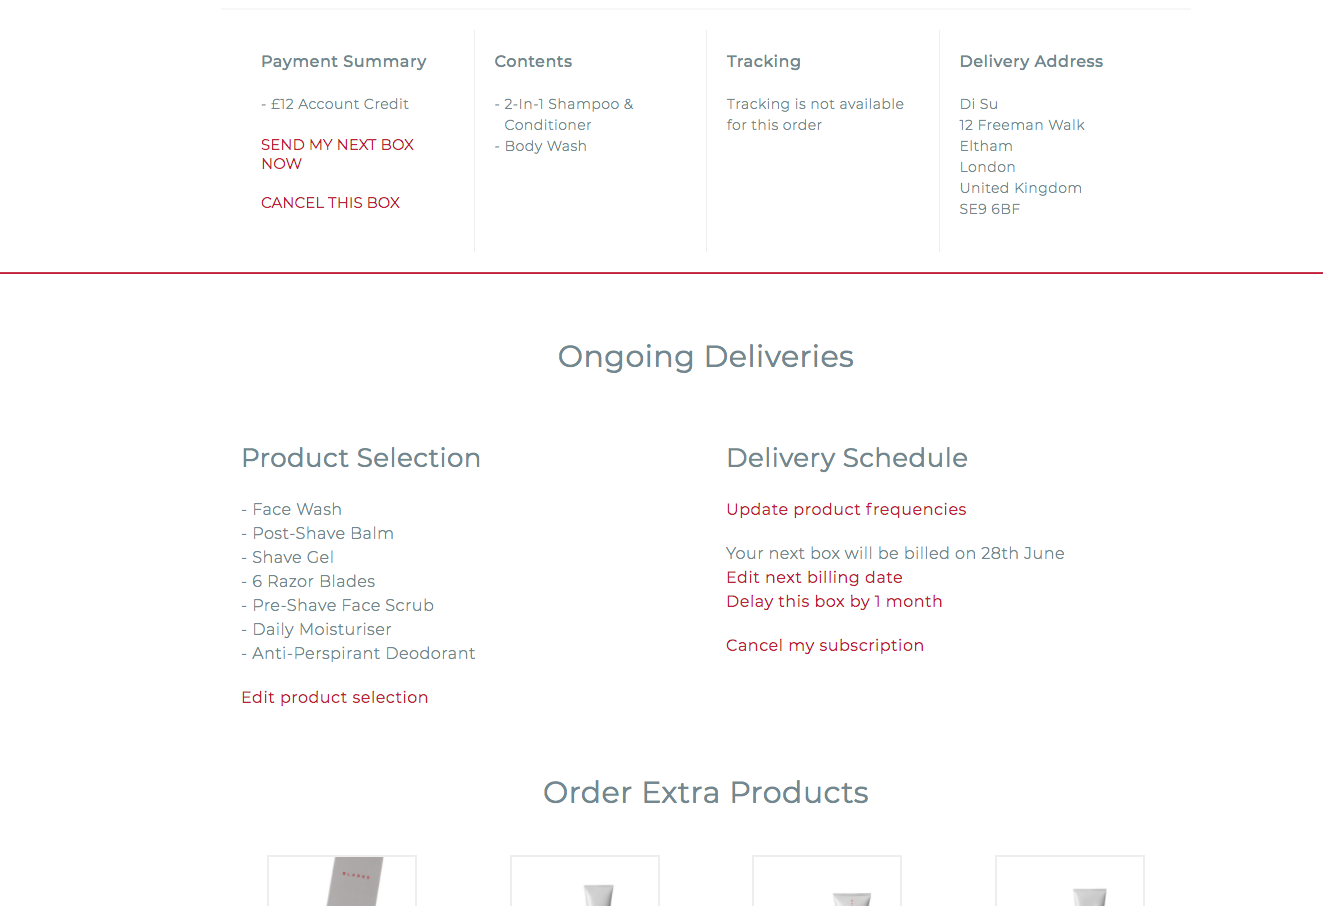 Payment Summary
- £12 Account Credit
SEND MY NEXT BOX
NOW
CANCEL THIS BOX
Contents
- 2-In-1 Shampoo &
Conditioner
- Body Wash
Tracking
Tracking is not available
for this order
Delivery Address
Di Su
12 Freeman Walk
Eltham
London
United Kingdom
SE9 6BF
Ongoing Deliveries
Product Selection
- Face Wash
- Post-Shave Balm
- Shave Gel
- 6 Razor Blades
- Pre-Shave Face Scrub
- Daily Moisturiser
- Anti-Perspirant Deodorant
Edit product selection
Delivery Schedule
Update product frequencies
Your next box will be billed on 28th June
Edit next billing date
Delay this box by 1 month
Cancel my subscription
Order Extra Products